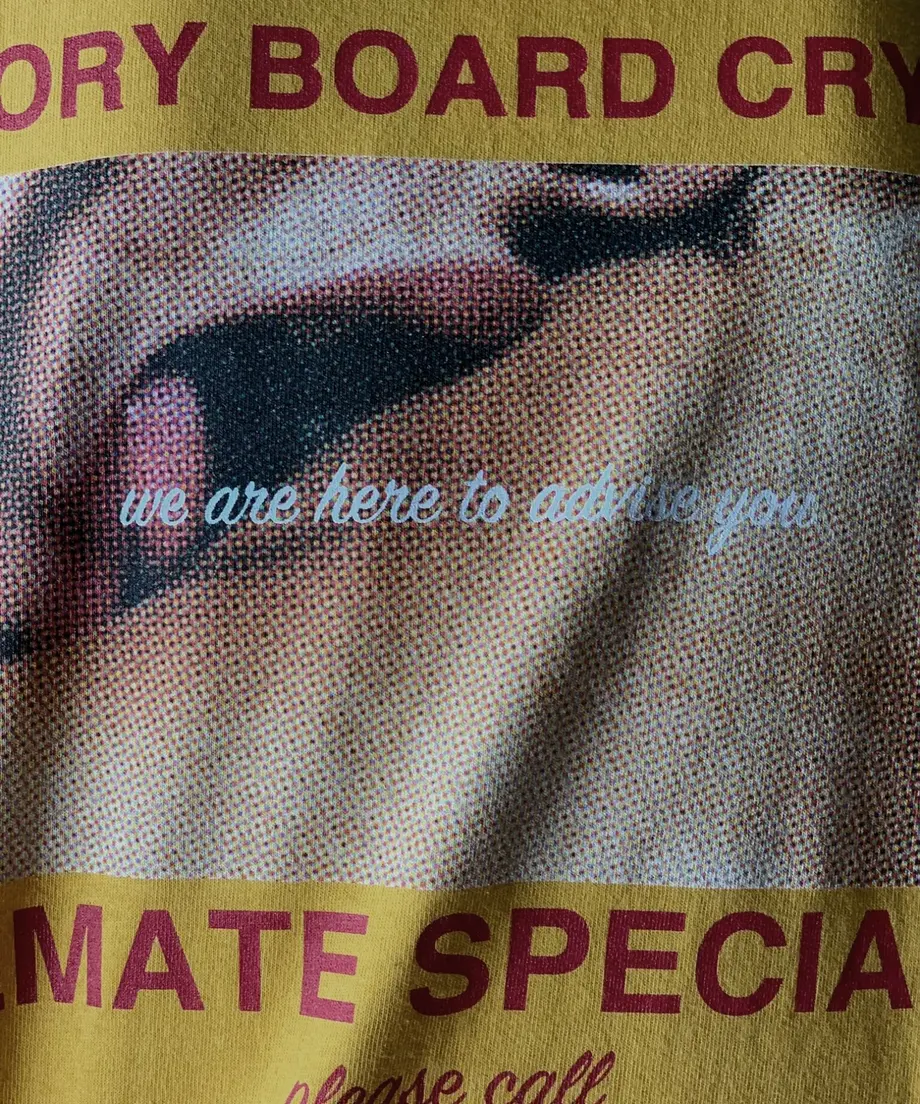 ORY BOARD CRY
we are here to advise you
MATE SPECIA
please call